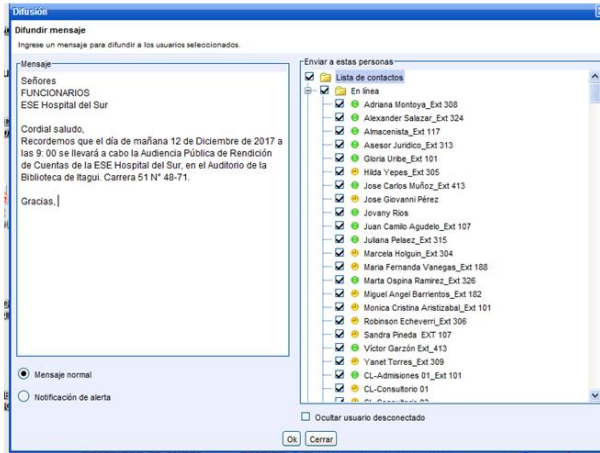 Difusión
Difundir mensaje
Ingrese un mensaje para difundir a los usuarios seleccionados.
Mensaje
Señores
FUNCIONARIOS
ESE Hospital del Sur
Cordial saludo,
Recordemos que el día de mañana 12 de Diciembre de 2017 a
las 9: 00 se llevará a cabo la Audiencia Pública de Rendición
de Cuentas de la ESE Hospital del Sur, en el Auditorio de la
Biblioteca de Itagui. Carrera 51 N° 48-71.
Gracias,
Mensaje normal
Notificación de alerta
Enviar a estas personas
Lista de contactos
En línea
Adriana Montoya_Ext 308
Alexander Salazar_Ext 324
Almacenista_Ext 117
Asesor Juridico_Ext 313
Gloria Uribe_Ext 101
Hilda Yepes_Ext 305
Jose Carlos Muñoz_Ext 413
Jose Giovanni Pérez
Jovany Rios
Juan Camilo Agudelo_Ext 107
Juliana Pelaez_Ext 315
Marcela Holguin_Ext 304
Maria Fernanda Vanegas_Ext 188
Marta Ospina Ramirez_Ext 326
Miguel Angel Barrientos_Ext 182
Monica Cristina Aristizabal_Ext 101
Robinson Echeverri_Ext 306
Sandra Pineda EXT 107
Víctor Garzón Ext_413
Yanet Torres_Ext 309
CL-Admisiones 01_Ext 101
CL-Consultorio 01
Ocultar usuario desconectado
Ok
Cerrar